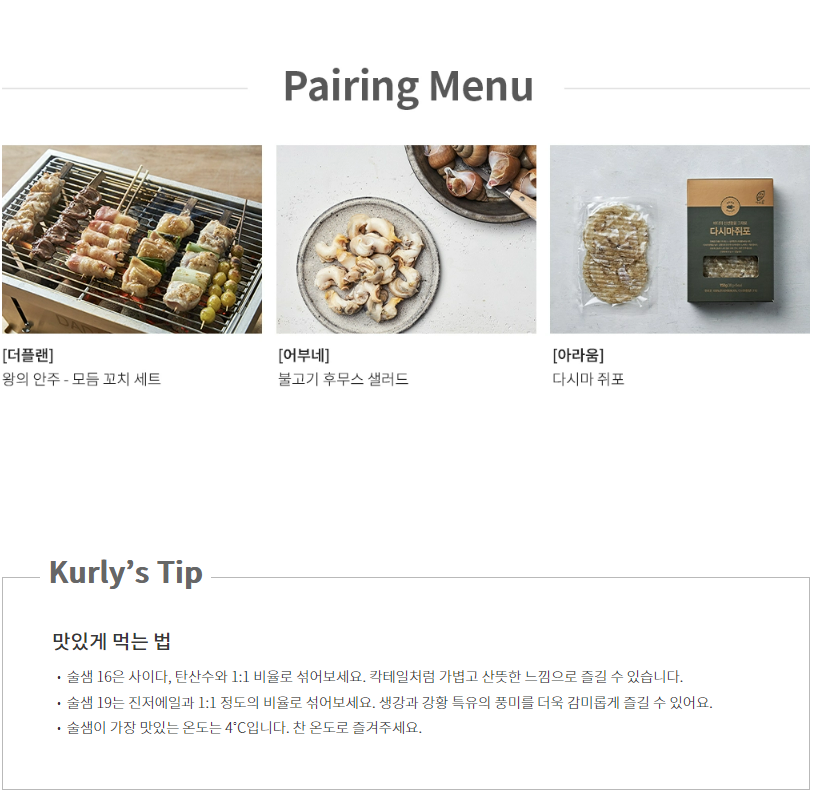 Pairing Menu
다시마쥐포
[더플랜]
왕의 안주 - 모듬 꼬치 세트
[어부네]
불고기 후무스 샐러드
[아라움]
다시마 쥐포
Kurly’s Tip
맛있게 먹는 법
• 술샘 16은 사이다, 탄산수와 1:1 비율로 섞어보세요. 칵테일처럼 가볍고 산뜻한 느낌으로 즐길 수 있습니다.
• 술샘 19는 진저에일과 1:1 정도의 비율로 섞어보세요. 생강과 강황 특유의 풍미를 더욱 감미롭게 즐길 수 있어요.
• 술샘이 가장 맛있는 온도는 4℃입니다. 찬 온도로 즐겨주세요.